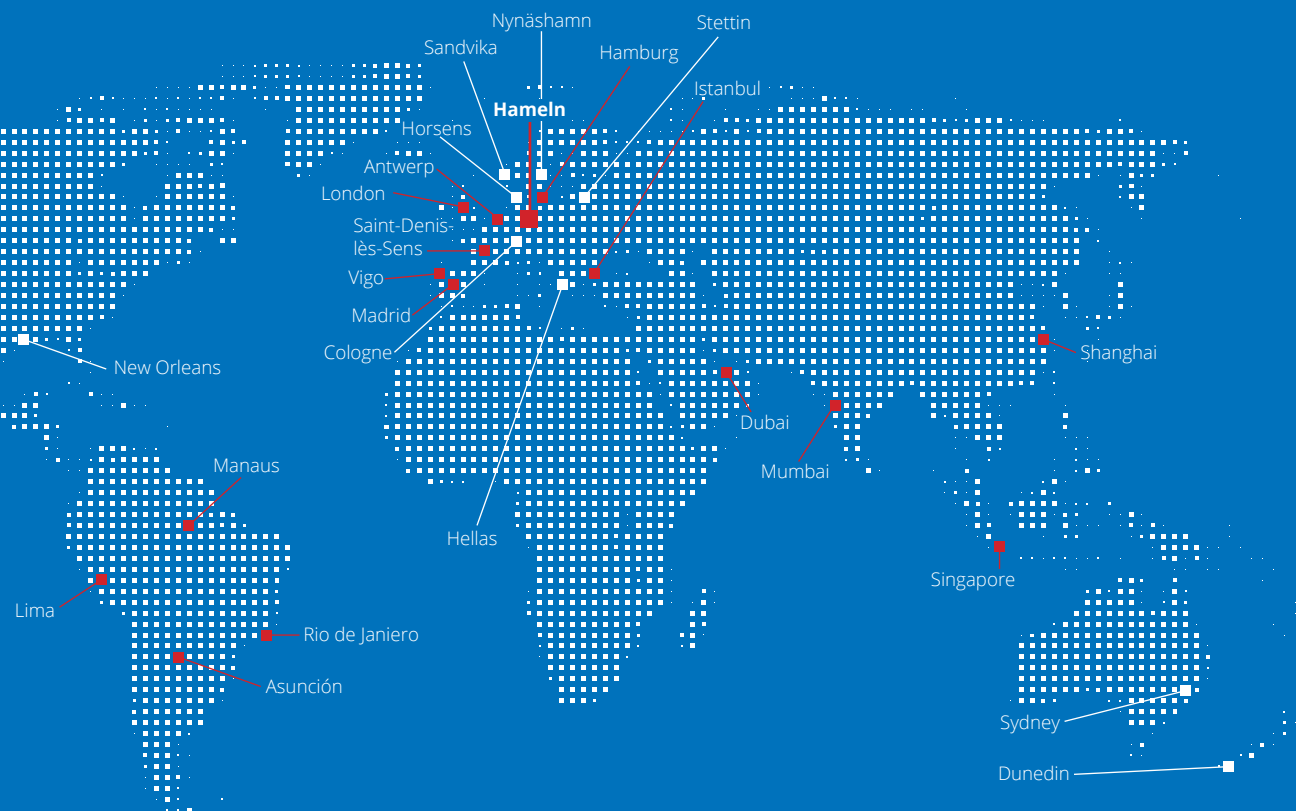 Nynäshamn
Stettin
Sandvika
Hamburg
Istanbul
Hameln
Horsens
Antwerp
London
Saint-Denis-
lès-Sens
Vigo
Madrid
Cologne
New Orleans
Shanghai
Dubai
Manaus
Mumbai
Hellas
Singapore
Lima
Rio de Janiero
Asunción
Sydney
Dunedin